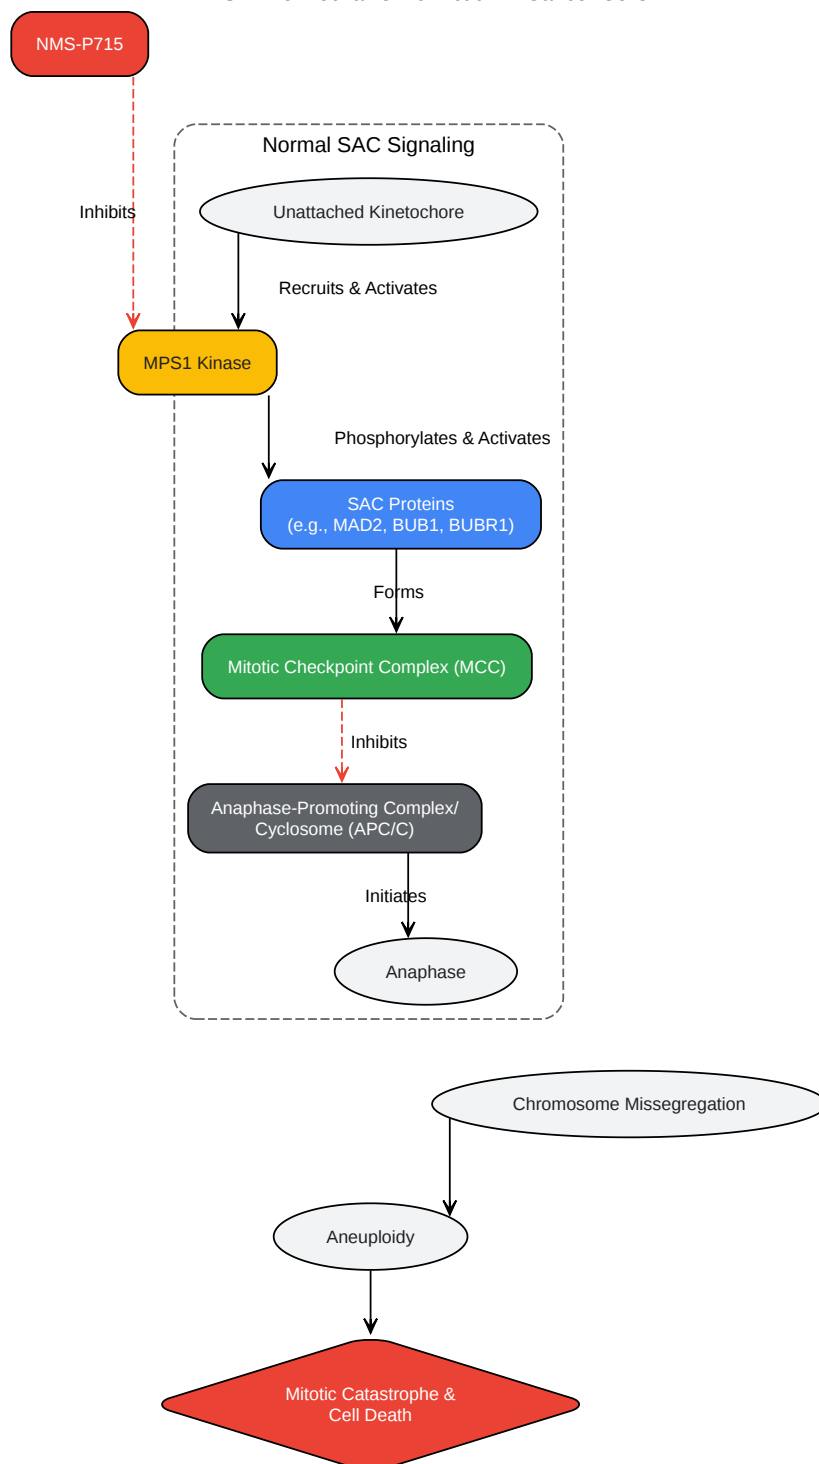 NMS-P715
Normal SAC Signaling
Unattached Kinetochore
Inhibits
Recruits & Activates
MPS1 Kinase
Phosphorylates & Activates
SAC Proteins
(e.g., MAD2, BUB1, BUBR1)
Forms
Mitotic Checkpoint Complex (MCC)
Inhibits
Anaphase-Promoting Complex/
Cyclosome (APC/C)
Initiates
Anaphase
Chromosome Missegregation
Aneuploidy
Mitotic Catastrophe &
Cell Death